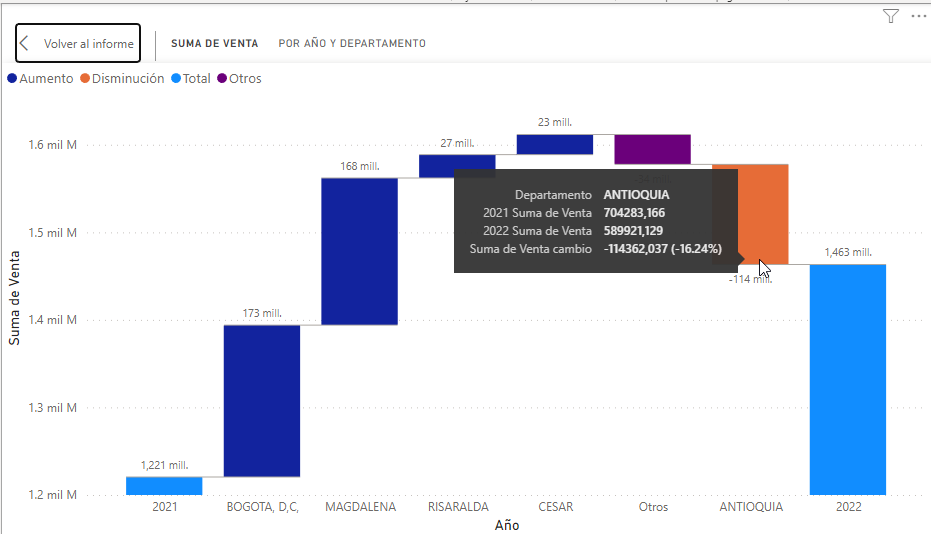 Volver al informe
SUMA DE VENTA POR AÑO Y DEPARTAMENTO
Aumento Disminución Total Otros
Suma de Venta
1.6 mil M
1.5 mil M
1.4 mil M
1.3 mil M
1.2 mil M
1,221 mill.
173 mill.
168 mill.
27 mill.
23 mill.
-114 mill.
1,463 mill.
Departamento ANTIOQUIA
2021 Suma de Venta 704283,166
2022 Suma de Venta 589921,129
Suma de Venta cambio -114362,037 (-16.24%)
2021 BOGOTA, D,C, MAGDALENA RISARALDA CESAR Otros ANTIOQUIA 2022
Año